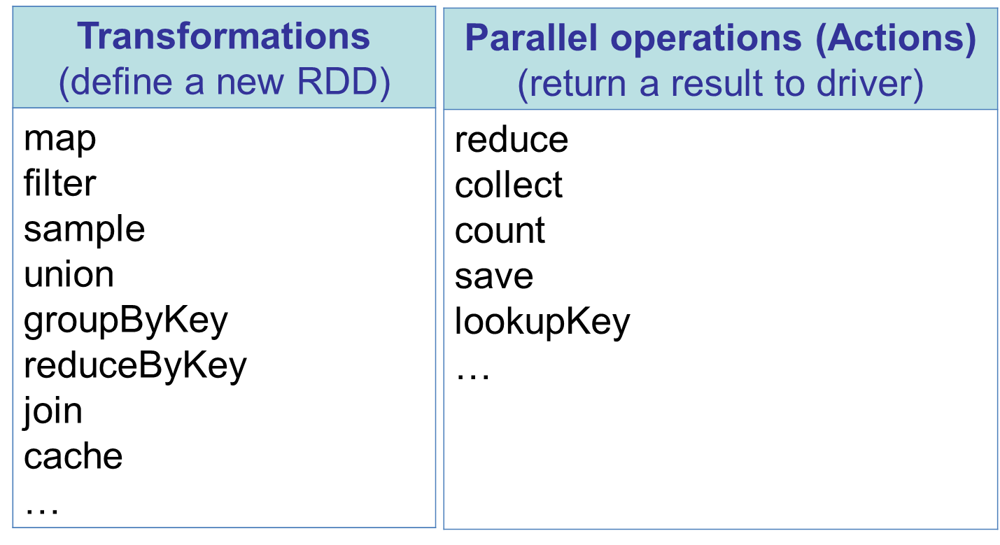 Transformations
(define a new RDD)
map
filter
sample
union
groupByKey
reduceByKey
join
cache
…
Parallel operations (Actions)
(return a result to driver)
reduce
collect
count
save
lookupKey
…